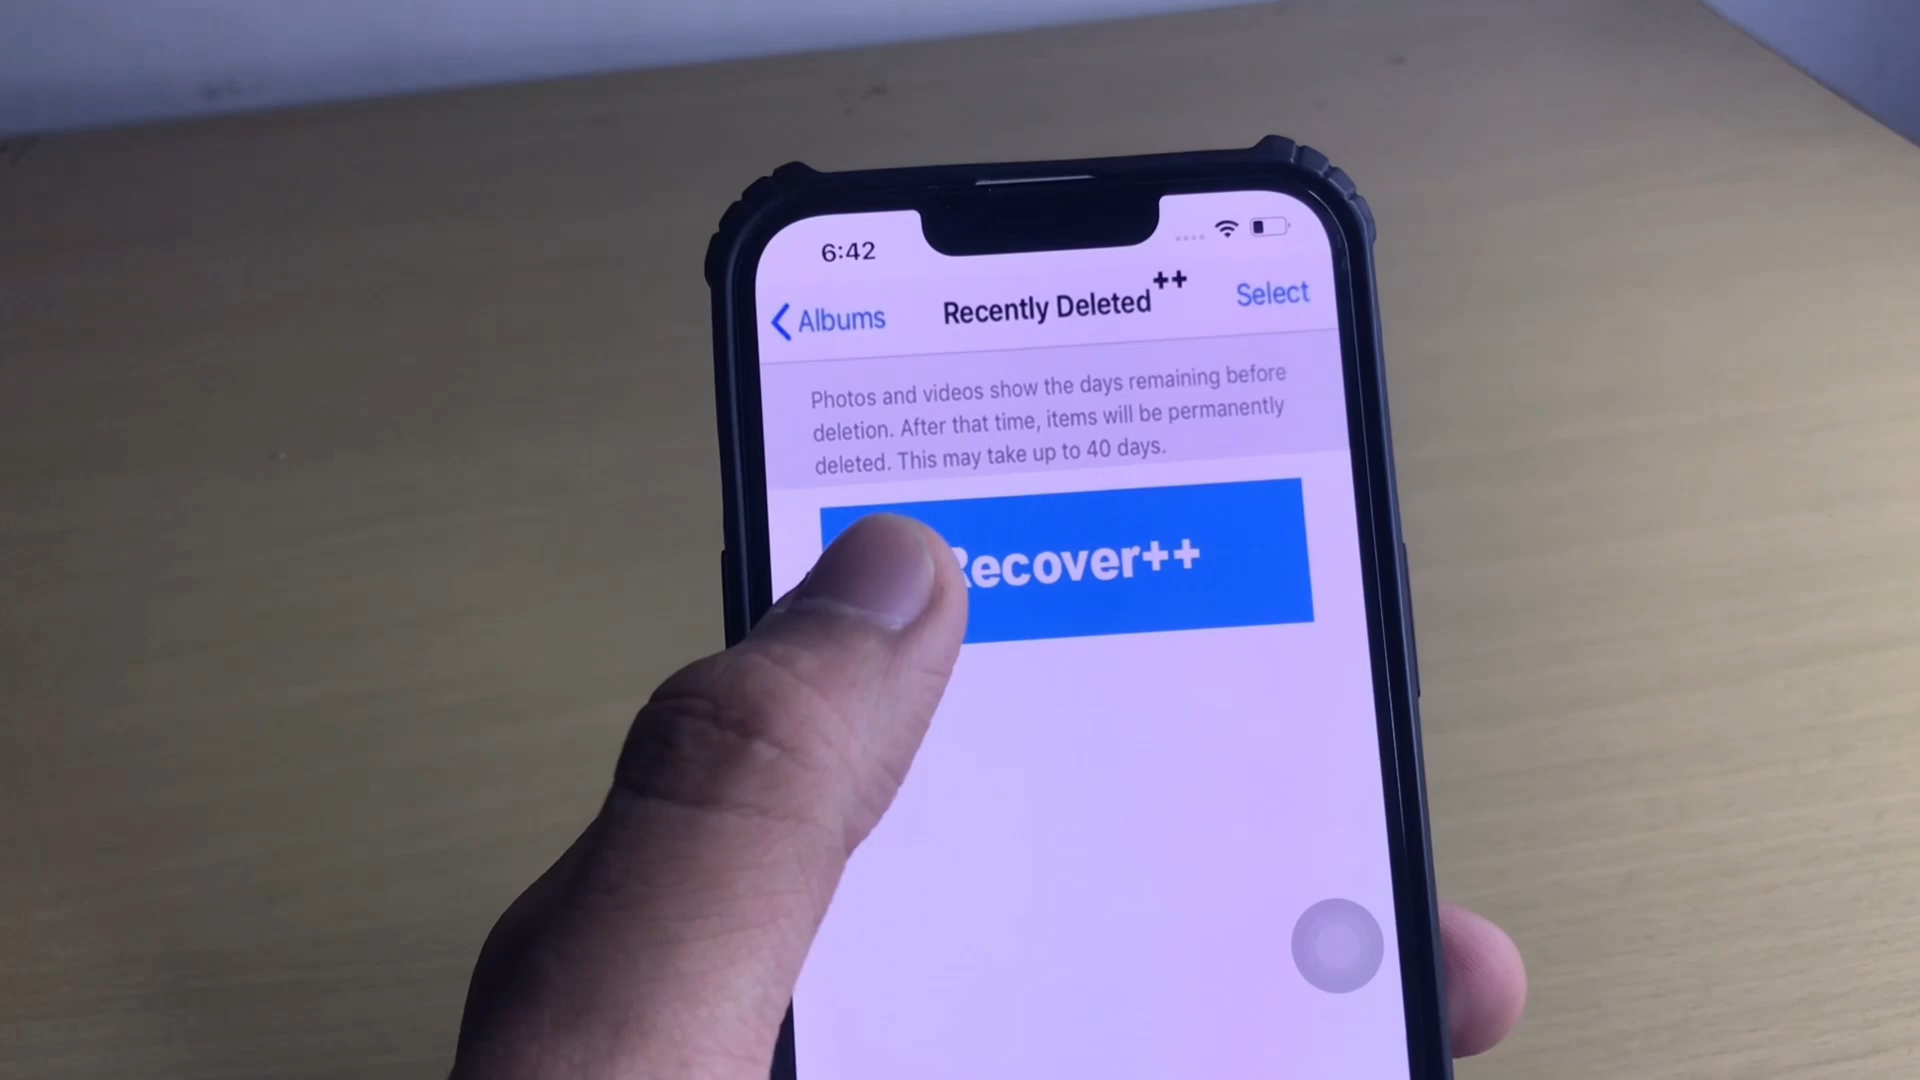 6:42
Albums
Recently Deleted++
Select
Photos and videos show the days remaining before
deletion. After that time, items will be permanently
deleted. This may take up to 40 days.
Recover++